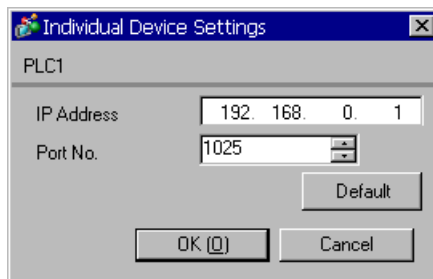 Individual Device Settings
PLC1
IP Address 192. 168. 0. 1
Port No. 1025
Default
OK (O) Cancel